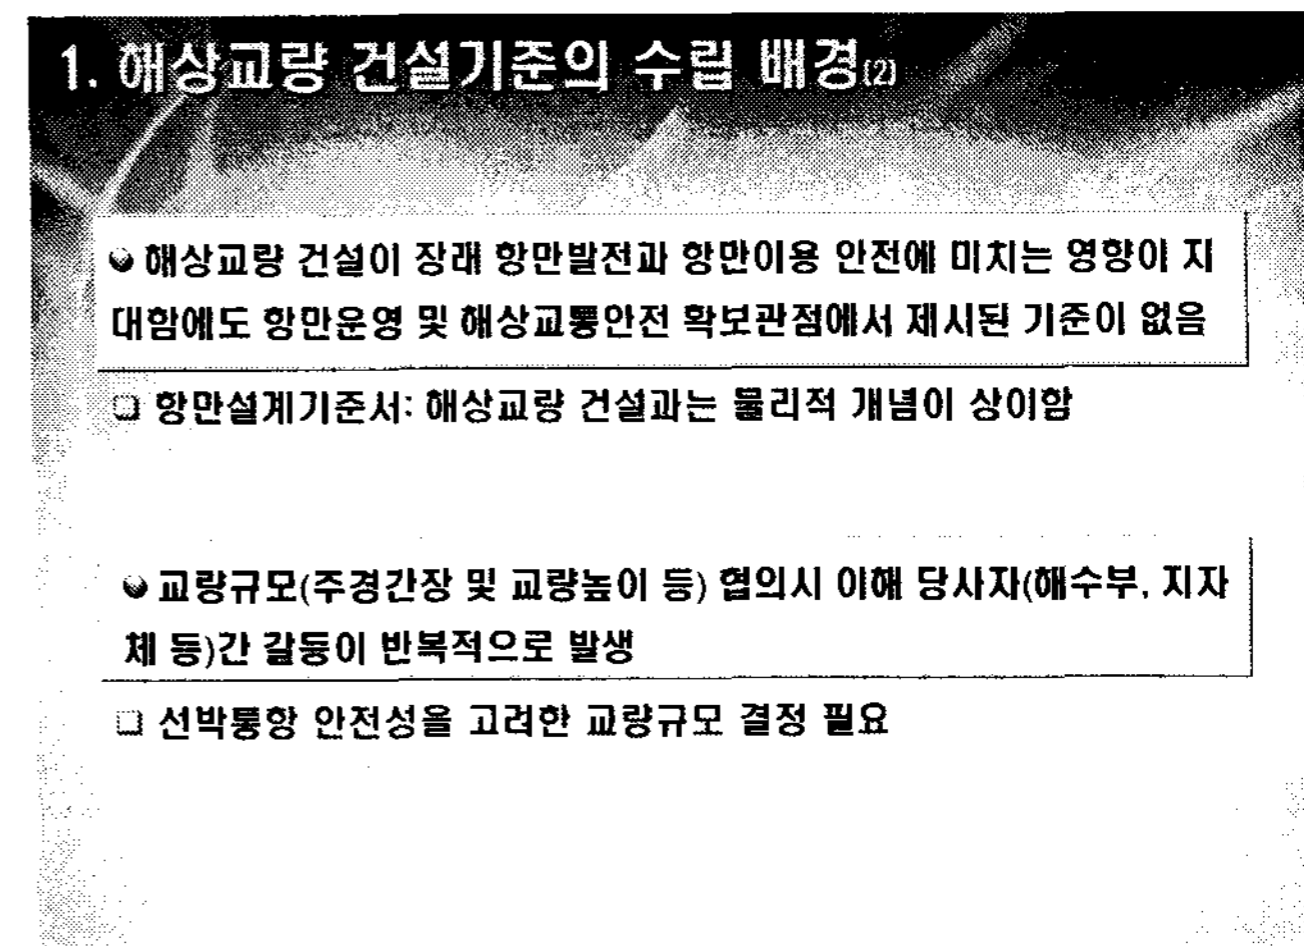 1. 해상교량 건설기준의 수립 배경(2)
해상교량 건설이 장래 항만발전과 항만이용 안전에 미치는 영향이 지
대함에도 항만운영 및 해상교통안전 확보관점에서 제시된 기준이 없음
❑ 항만설계기준서: 해상교량 건설과는 물리적 개념이 상이함
교량규모(주경간장 및 교량높이 등) 협의시 이해 당사자(해수부, 지자
체 등)간 갈등이 반복적으로 발생
❑ 선박통항 안전성을 고려한 교량규모 결정 필요